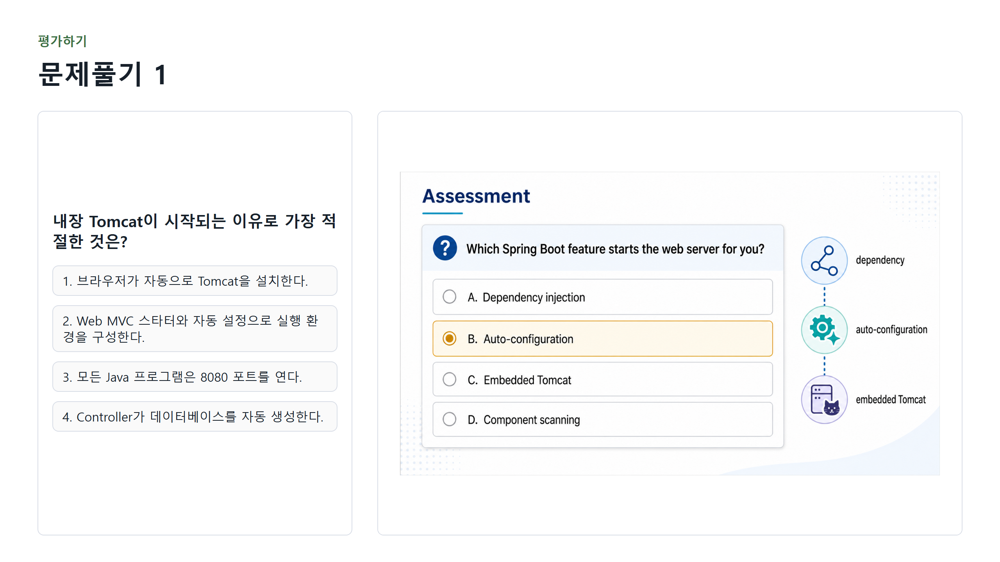 평가하기
문제풀기 1
내장 Tomcat이 시작되는 이유로 가장 적
절한 것은?
1. 브라우저가 자동으로 Tomcat을 설치한다.
2. Web MVC 스타터와 자동 설정으로 실행 환
경을 구성한다.
3. 모든 Java 프로그램은 8080 포트를 연다.
4. Controller가 데이터베이스를 자동 생성한다.
Assessment
? Which Spring Boot feature starts the web server for you?
A. Dependency injection
B. Auto-configuration
C. Embedded Tomcat
D. Component scanning
dependency
auto-configuration
embedded Tomcat